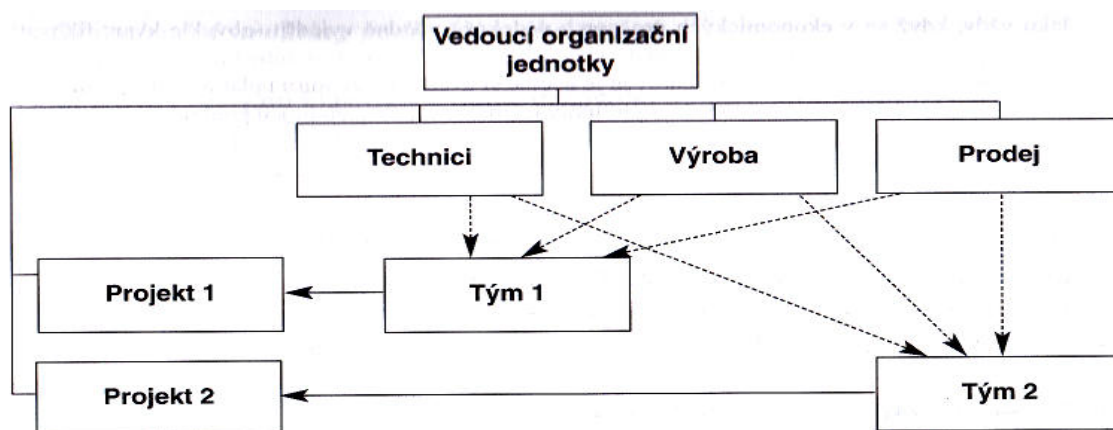 Vedoucí organizační
jednotky
Technici
Výroba
Prodej
Projekt 1
Tým 1
Projekt 2
Tým 2